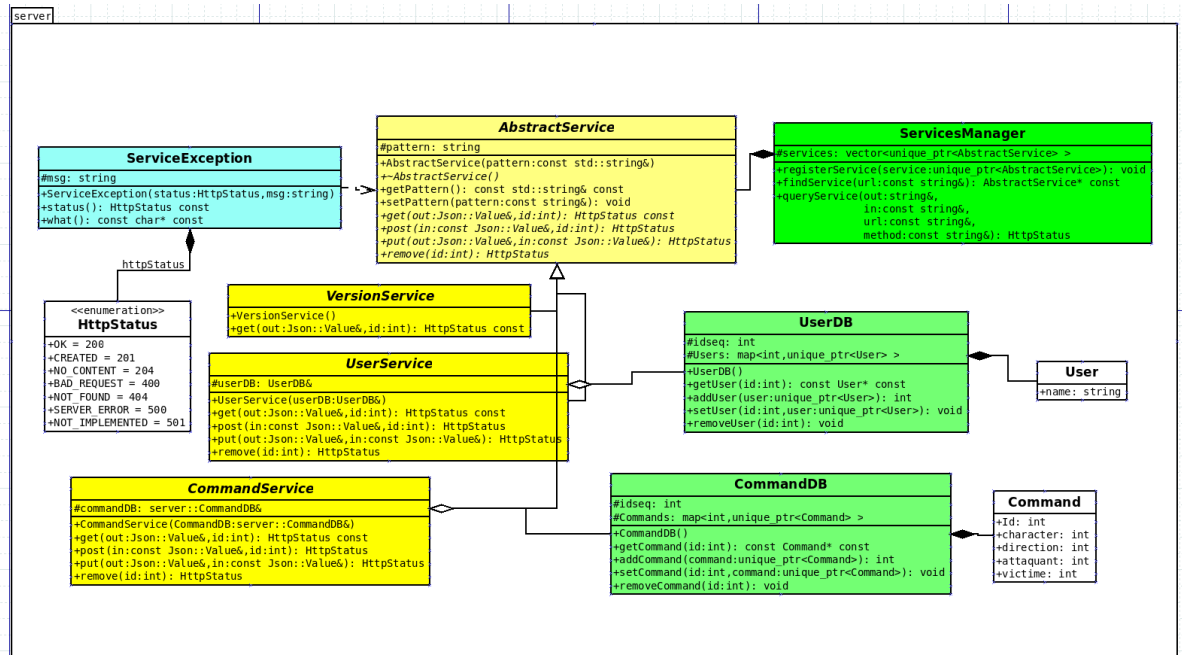 server
AbstractService
#pattern: string
+AbstractService(pattern:const std::string&)
+~AbstractService()
+getPattern(): const std::string& const
+setPattern(pattern:const string&): void
+get(out:Json::Value&,id:int): HttpStatus const
+post(in:const Json::Value&,id:int): HttpStatus
+put(out:Json::Value&,in:const Json::Value&): HttpStatus
+remove(id:int): HttpStatus
ServicesManager
#services: vector<unique_ptr<AbstractService> >
+registerService(service:unique_ptr<AbstractService>): void
+findService(url:const string&): AbstractService* const
+queryService(out:string&,
in:const string&,
url:const string&,
method:const string&): HttpStatus
ServiceException
#msg: string
+ServiceException(status:HttpStatus,msg:string)
+status(): HttpStatus const
+what(): const char* const
httpStatus
<<enumeration>>
HttpStatus
+OK = 200
+CREATED = 201
+NO_CONTENT = 204
+BAD_REQUEST = 400
+NOT_FOUND = 404
+SERVER_ERROR = 500
+NOT_IMPLEMENTED = 501
VersionService
+VersionService()
+get(out:Json::Value&,id:int): HttpStatus const
UserService
#userDB: UserDB&
+UserService(userDB:UserDB&)
+get(out:Json::Value&,id:int): HttpStatus const
+post(in:const Json::Value&,id:int): HttpStatus
+put(out:Json::Value&,in:const Json::Value&): HttpStatus
+remove(id:int): HttpStatus
UserDB
#idseq: int
#Users: map<int,unique_ptr<User> >
+UserDB()
+getUser(id:int): const User* const
+addUser(user:unique_ptr<User>): int
+setUser(id:int,user:unique_ptr<User>): void
+removeUser(id:int): void
User
+name: string
CommandService
#commandDB: server::CommandDB&
+CommandService(CommandDB:server::CommandDB&)
+get(out:Json::Value&,id:int): HttpStatus const
+post(in:const Json::Value&,id:int): HttpStatus
+put(out:Json::Value&,in:const Json::Value&): HttpStatus
+remove(id:int): HttpStatus
CommandDB
#idseq: int
#Commands: map<int,unique_ptr<Command> >
+CommandDB()
+getCommand(id:int): const Command* const
+addCommand(command:unique_ptr<Command>): int
+setCommand(id:int,command:unique_ptr<Command>): void
+removeCommand(id:int): void
Command
+Id: int
+character: int
+direction: int
+attaquant: int
+victime: int